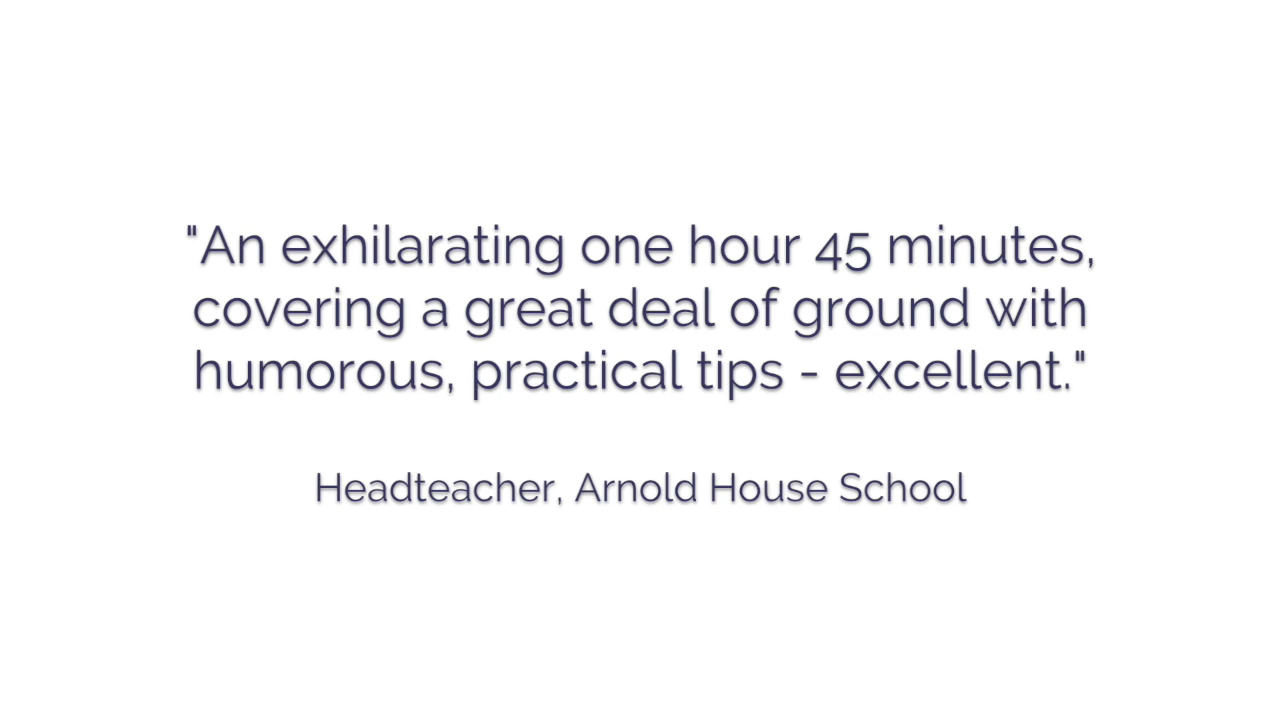 "An exhilarating one hour 45 minutes,
covering a great deal of ground with
humorous, practical tips - excellent."
Headteacher, Arnold House School